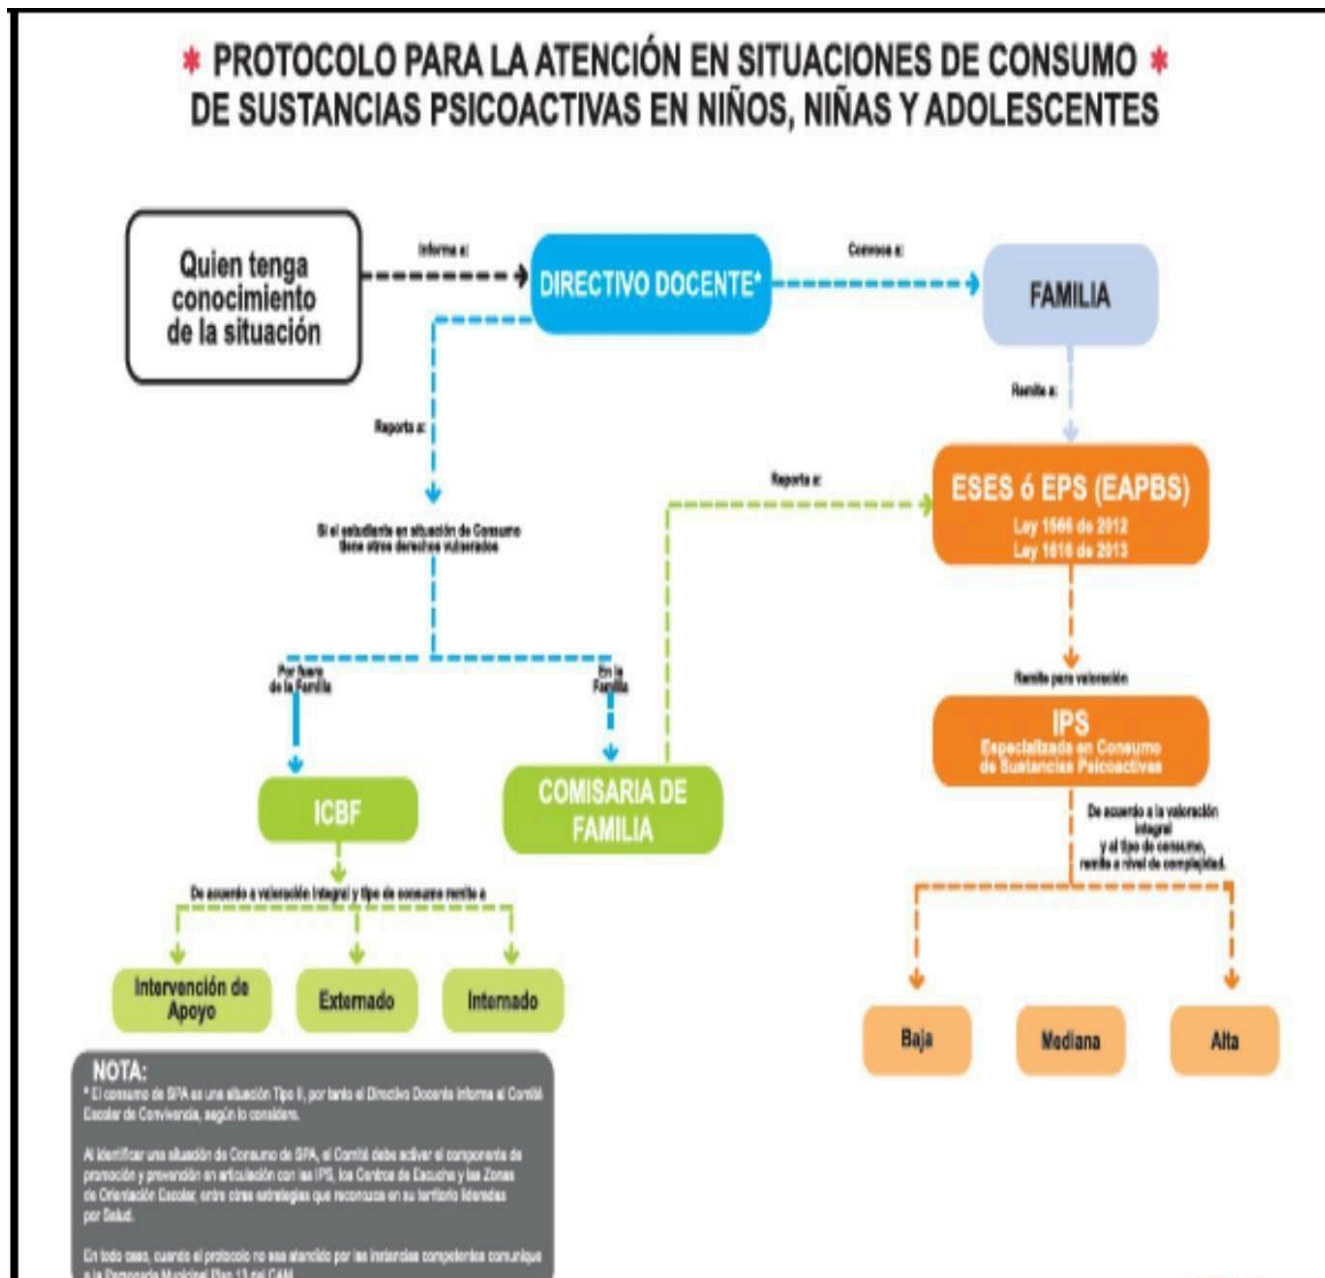 * PROTOCOLO PARA LA ATENCIÓN EN SITUACIONES DE CONSUMO *
DE SUSTANCIAS PSICOACTIVAS EN NIÑOS, NIÑAS Y ADOLESCENTES
Quien tenga
conocimiento
de la situación
Informa a:
DIRECTIVO DOCENTE*
Convoca a:
FAMILIA
Remite a:
Reporta a:
Si el estudiante en situación de Consumo
tiene otros derechos vulnerados
Reporta a:
ESES ó EPS (EAPBS)
Ley 1566 de 2012
Ley 1616 de 2013
Por fuera
de la Familia
En la
Familia
ICBF
COMISARIA DE
FAMILIA
Remite para valoración
IPS
Especializada en Consumo
de Sustancias Psicoactivas
De acuerdo a la valoración
integral
y al tipo de consumo,
remite a nivel de complejidad.
De acuerdo a valoración integral y tipo de consumo remite a
Intervención de
Apoyo
Externado
Internado
Baja
Mediana
Alta
NOTA:
* El consumo de SPA es una situación Tipo II, por tanto el Directivo Docente informa al Comité
Escolar de Convivencia, según lo considere.
Al identificar una situación de Consumo de SPA, el Comité debe activar el componente de
promoción y prevención en articulación con las IPS, los Centros de Escucha y las Zonas
de Orientación Escolar, entre otras estrategias que reconozca en su territorio lideradas
por Salud.
En todo caso, cuando el protocolo no sea atendido por las instancias competentes comunique
a la Personería Municipal Piso 13 del CAM.